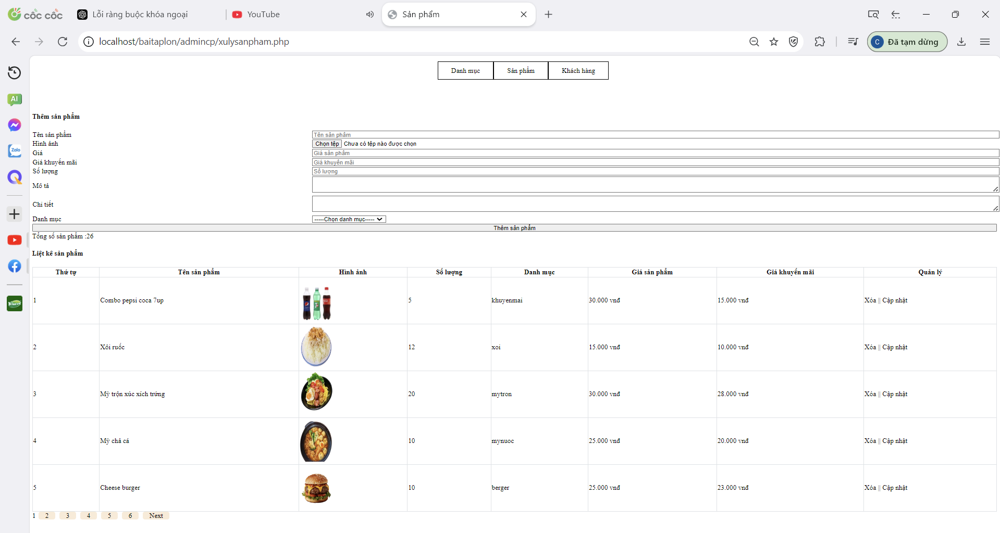 cốc cốc
Lỗi ràng buộc khóa ngoại
YouTube
Sản phẩm
localhost/baitaplon/admincp/xulysanpham.php
C Đã tạm dừng
AI
Zalo
Danh mục Sản phẩm Khách hàng
Thêm sản phẩm
Tên sản phẩm Tên sản phẩm
Hình ảnh Chọn tệp Chưa có tệp nào được chọn
Giá Giá sản phẩm
Giá khuyến mãi Giá khuyến mãi
Số lượng Số lượng
Mô tả
Chi tiết
Danh mục -----Chọn danh mục-----
Thêm sản phẩm
Tổng số sản phẩm :26
Liệt kê sản phẩm
Thứ tự Tên sản phẩm Hình ảnh Số lượng Danh mục Giá sản phẩm Giá khuyến mãi Quản lý
1 Combo pepsi coca 7up 5 khuyenmai 30.000 vnđ 15.000 vnđ Xóa || Cập nhật
2 Xôi ruốc 12 xoi 15.000 vnđ 10.000 vnđ Xóa || Cập nhật
3 Mỳ trộn xúc xích trứng 20 mytron 30.000 vnđ 28.000 vnđ Xóa || Cập nhật
4 Mỳ chả cá 10 mynuoc 25.000 vnđ 20.000 vnđ Xóa || Cập nhật
5 Cheese burger 10 berger 25.000 vnđ 23.000 vnđ Xóa || Cập nhật
1 2 3 4 5 6 Next